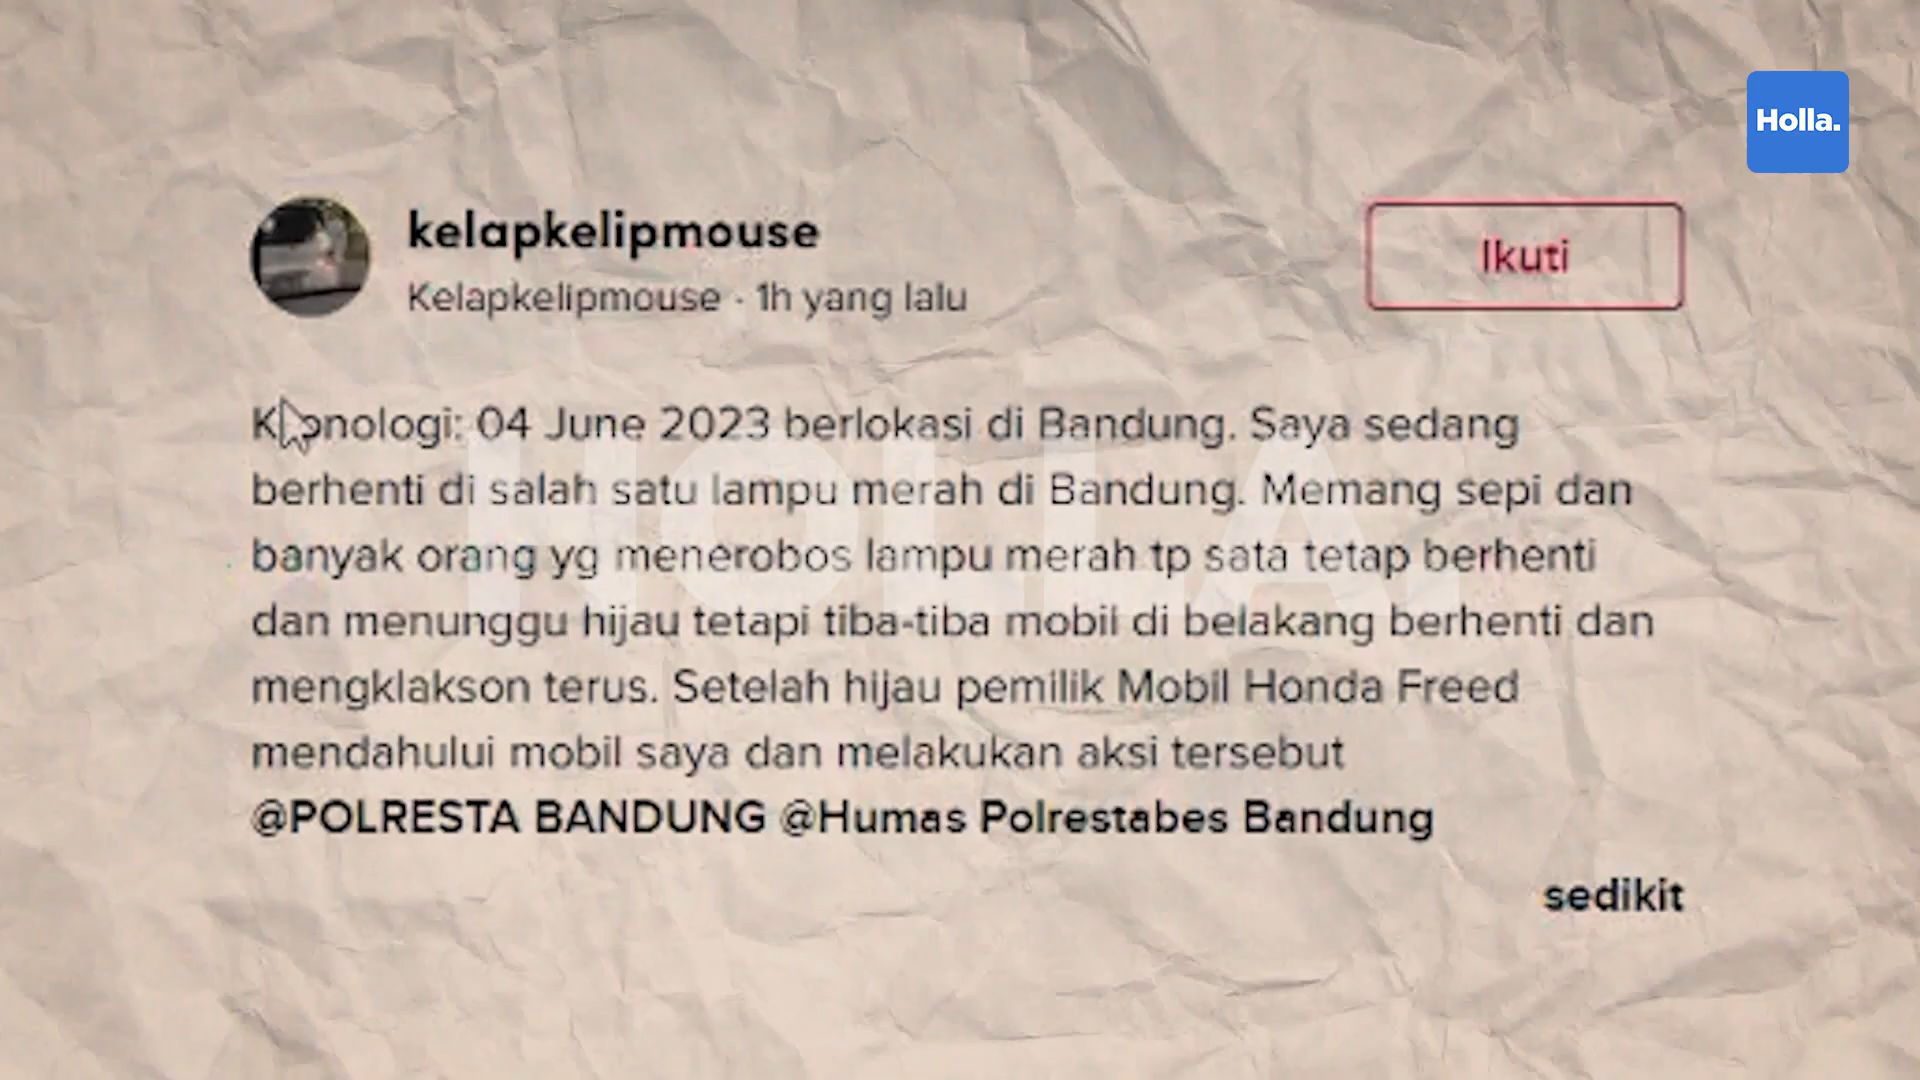 Holla.
kelapkelipmouse
Kelapkelipmouse · 1h yang lalu
Ikuti
Kronologi: 04 June 2023 berlokasi di Bandung. Saya sedang
berhenti di salah satu lampu merah di Bandung. Memang sepi dan
banyak orang yg menerobos lampu merah tp sata tetap berhenti
dan menunggu hijau tetapi tiba-tiba mobil di belakang berhenti dan
mengklakson terus. Setelah hijau pemilik Mobil Honda Freed
mendahului mobil saya dan melakukan aksi tersebut
@POLRESTA BANDUNG @Humas Polrestabes Bandung
sedikit
HOLLA!